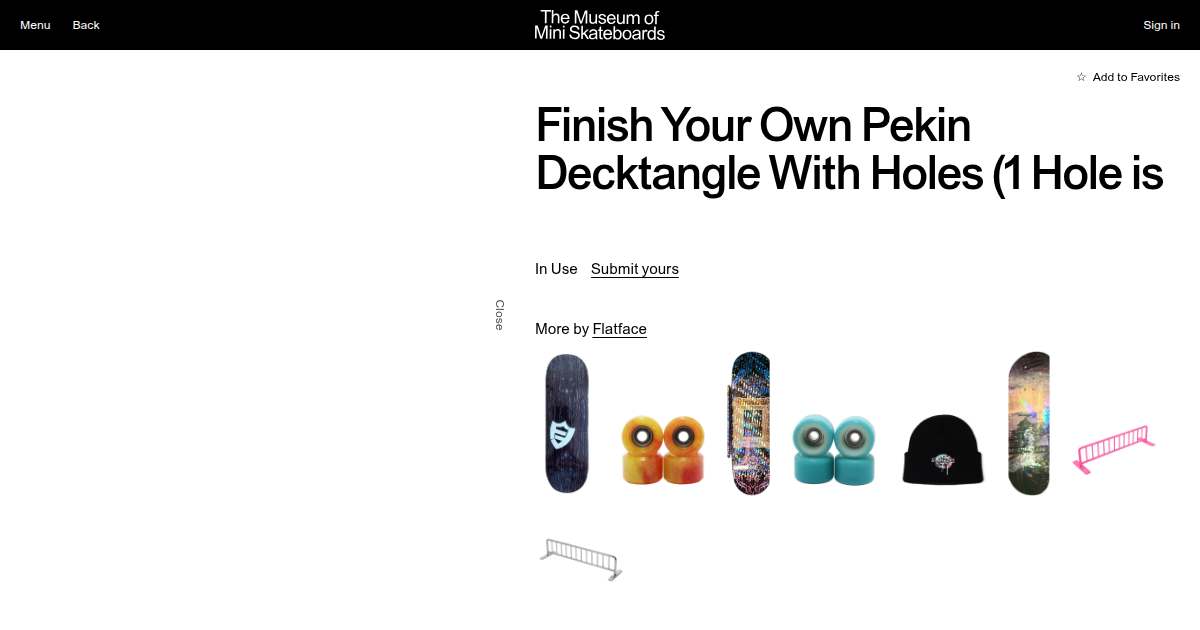 Menu
Back
The Museum of
Mini Skateboards
Sign in
☆ Add to Favorites
Finish Your Own Pekin
Decktangle With Holes (1 Hole is
In Use
Submit yours
Close
More by Flatface